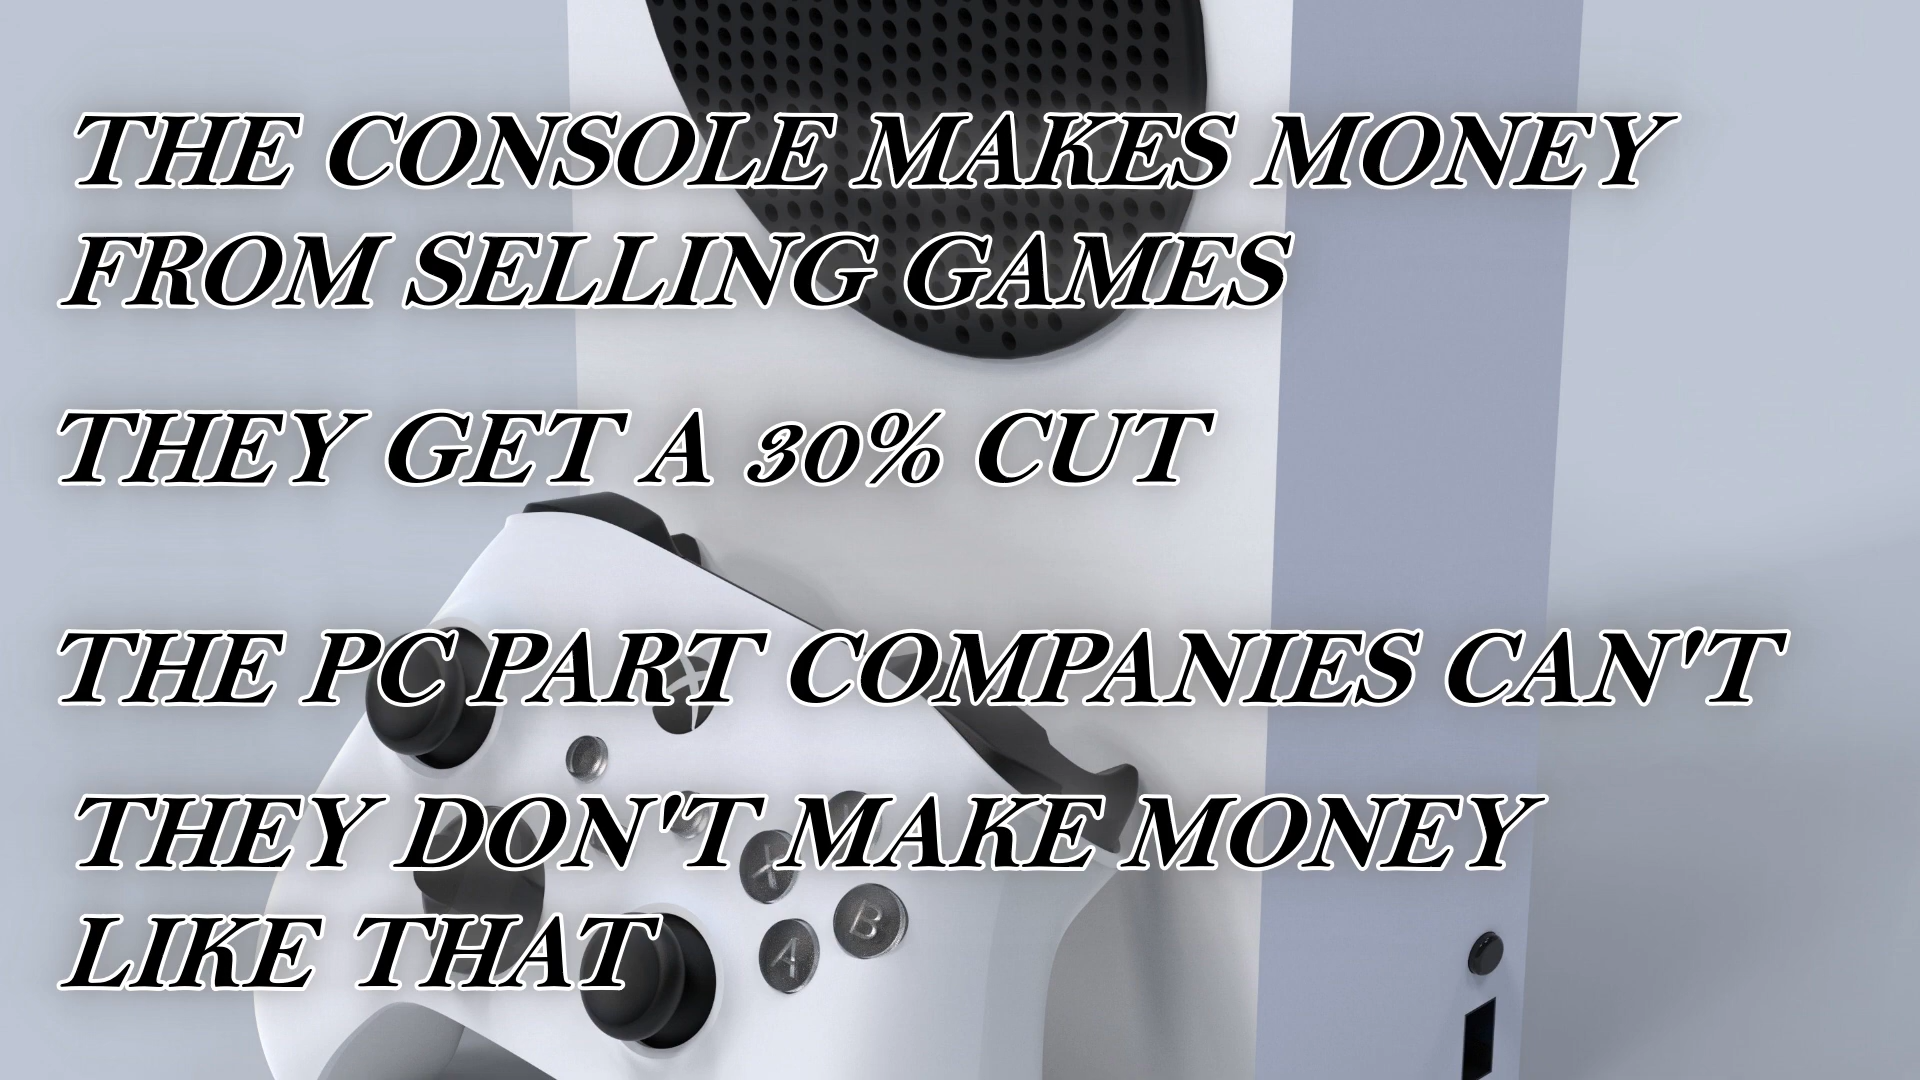 THE CONSOLE MAKES MONEY
FROM SELLING GAMES
THEY GET A 30% CUT
THE PC PART COMPANIES CAN'T
THEY DON'T MAKE MONEY
LIKE THAT
X
B
A